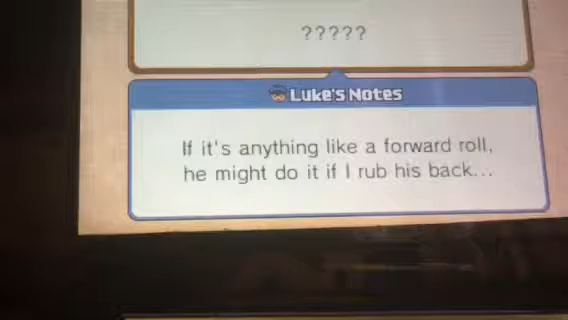 ?????
Luke's Notes
If it's anything like a forward roll,
he might do it if I rub his back...